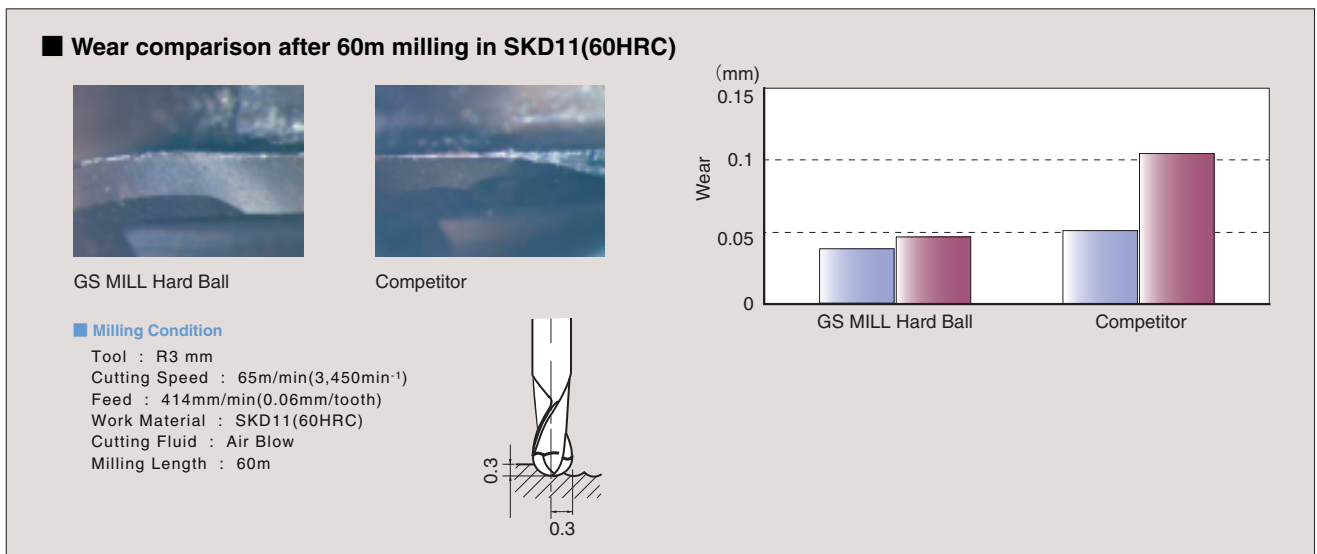 ■ Wear comparison after 60m milling in SKD11(60HRC)
GS MILL Hard Ball
Competitor
■ Milling Condition
Tool : R3 mm
Cutting Speed : 65m/min(3,450min⁻¹)
Feed : 414mm/min(0.06mm/tooth)
Work Material : SKD11(60HRC)
Cutting Fluid : Air Blow
Milling Length : 60m
0.3
0.3
(mm)
0.15
0.1
0.05
0
Wear
GS MILL Hard Ball
Competitor